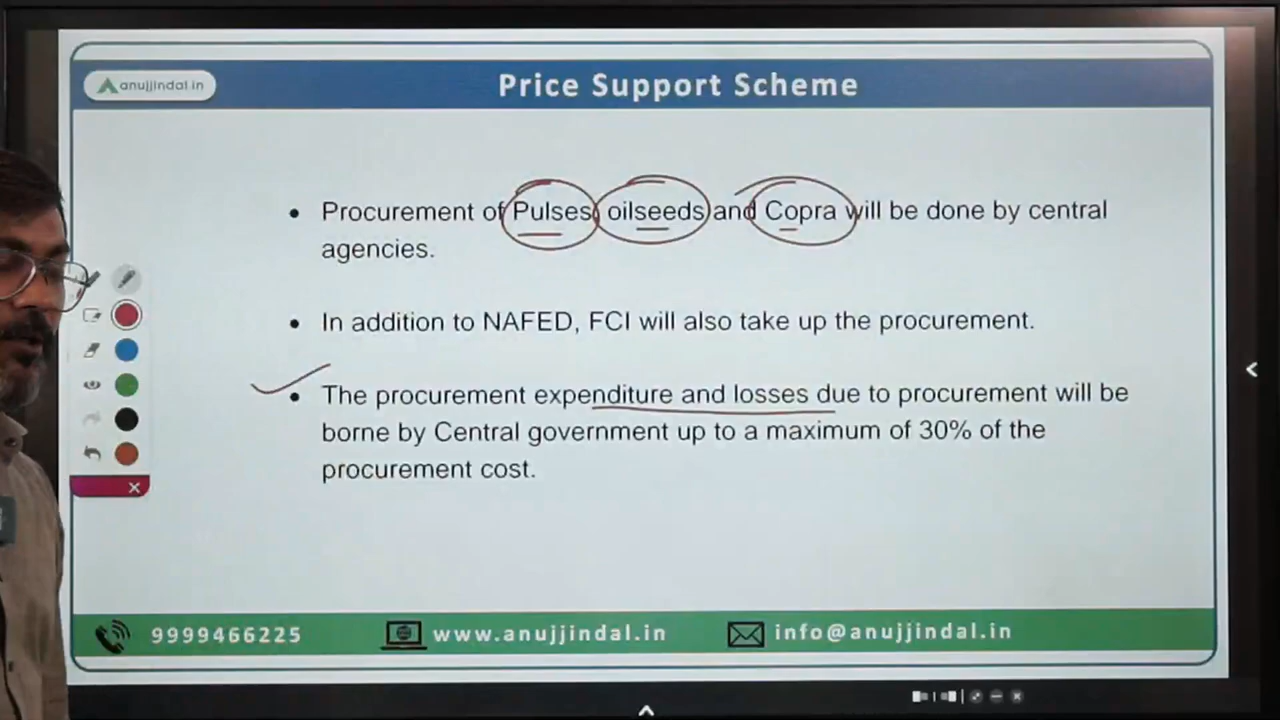 anujjindal.in
Price Support Scheme
• Procurement of Pulses, oilseeds and Copra will be done by central
agencies.
• In addition to NAFED, FCI will also take up the procurement.
• The procurement expenditure and losses due to procurement will be
borne by Central government up to a maximum of 30% of the
procurement cost.
9999466225
www.anujjindal.in
info@anujjindal.in